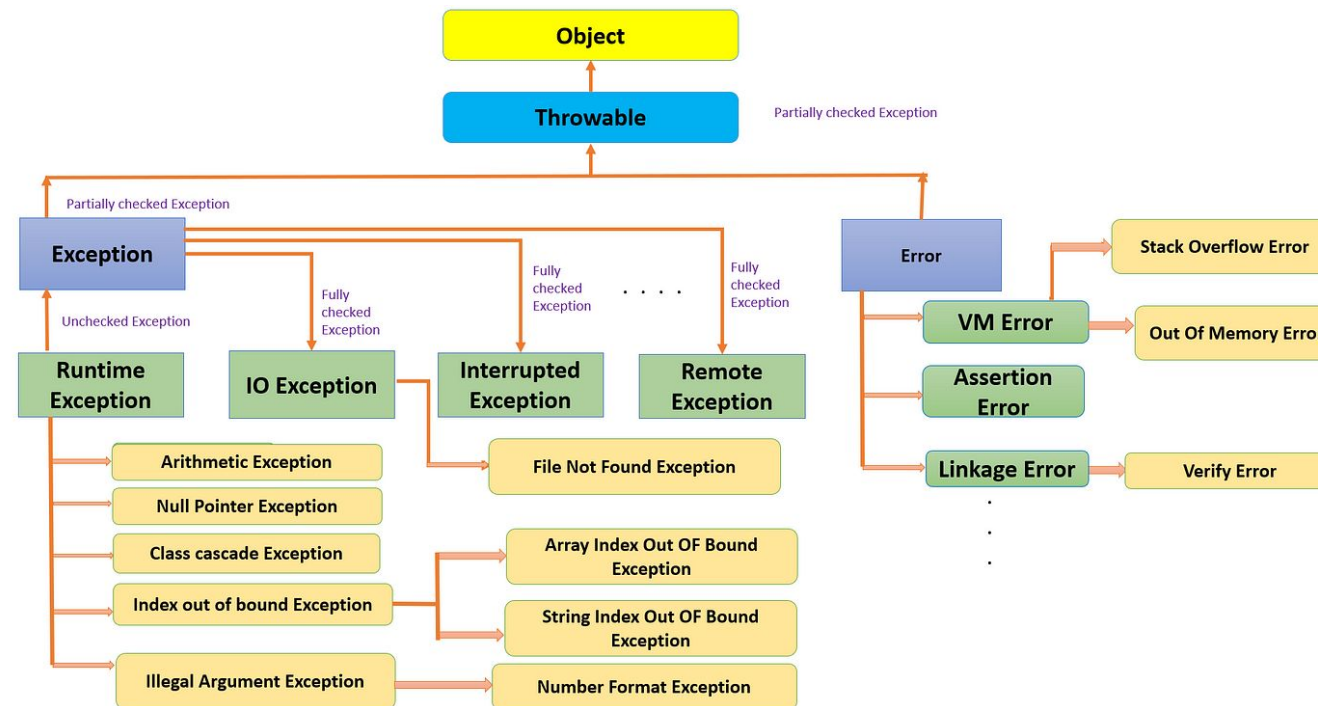 Object
Throwable
Partially checked Exception
Partially checked Exception
Exception
Error
Stack Overflow Error
Fully
checked
Exception
. . . .
Fully
checked
Exception
Fully
checked
Exception
Unchecked Exception
VM Error
Out Of Memory Erro
Runtime
Exception
IO Exception
Interrupted
Exception
Remote
Exception
Assertion
Error
Arithmetic Exception
File Not Found Exception
Linkage Error
Verify Error
Null Pointer Exception
.
.
.
Class cascade Exception
Array Index Out OF Bound
Exception
Index out of bound Exception
String Index Out OF Bound
Exception
Illegal Argument Exception
Number Format Exception